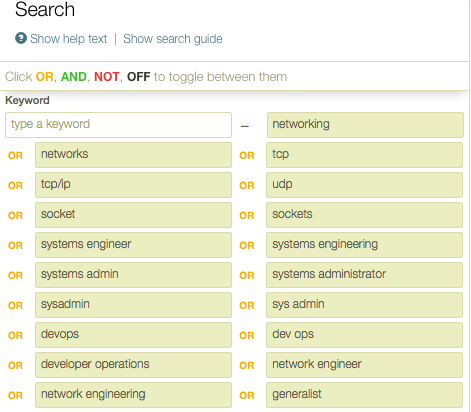 Search
Show help text | Show search guide
Click OR, AND, NOT, OFF to toggle between them
Keyword
type a keyword – networking
OR networks OR tcp
OR tcp/ip OR udp
OR socket OR sockets
OR systems engineer OR systems engineering
OR systems admin OR systems administrator
OR sysadmin OR sys admin
OR devops OR dev ops
OR developer operations OR network engineer
OR network engineering OR generalist